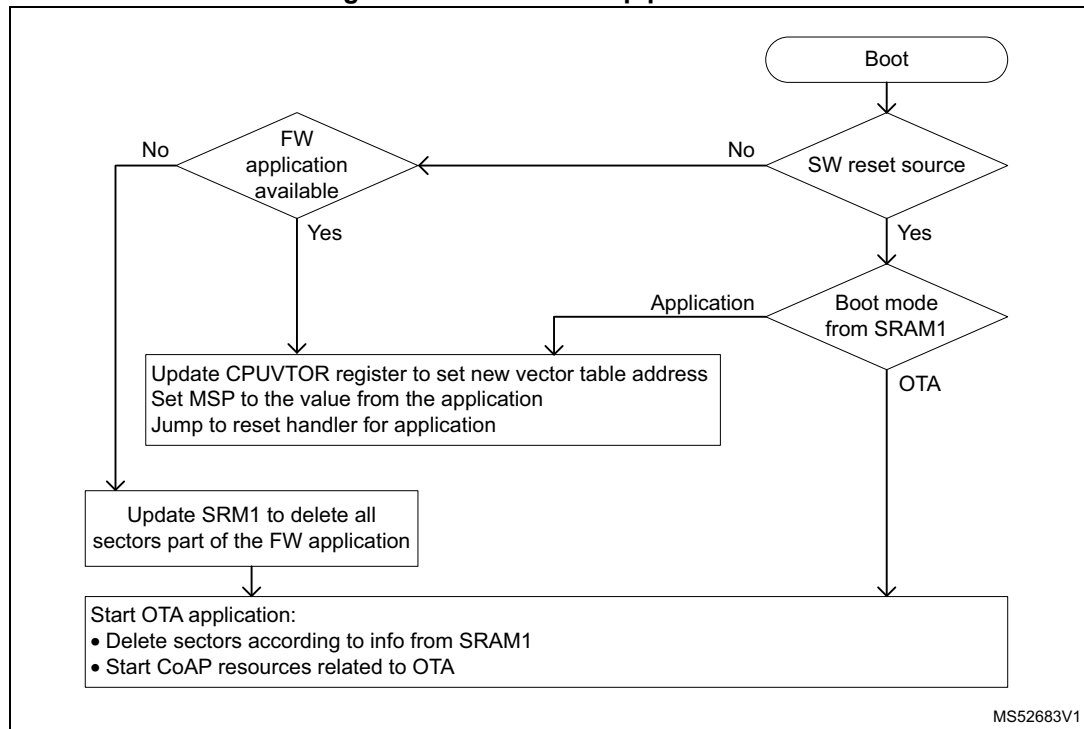 Boot
SW reset source
No
Yes
FW
application
available
No
Yes
Boot mode
from SRAM1
Application
OTA
Update CPUVTOR register to set new vector table address
Set MSP to the value from the application
Jump to reset handler for application
Update SRM1 to delete all
sectors part of the FW application
Start OTA application:
• Delete sectors according to info from SRAM1
• Start CoAP resources related to OTA
MS52683V1